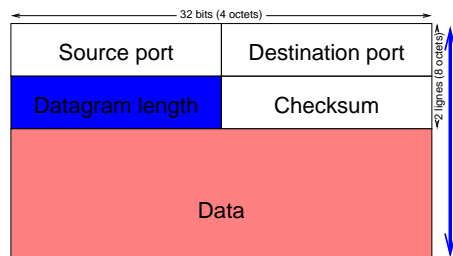 32 bits (4 octets)
Source port
Destination port
2 lignes (8 octets)
Datagram length
Checksum
Data